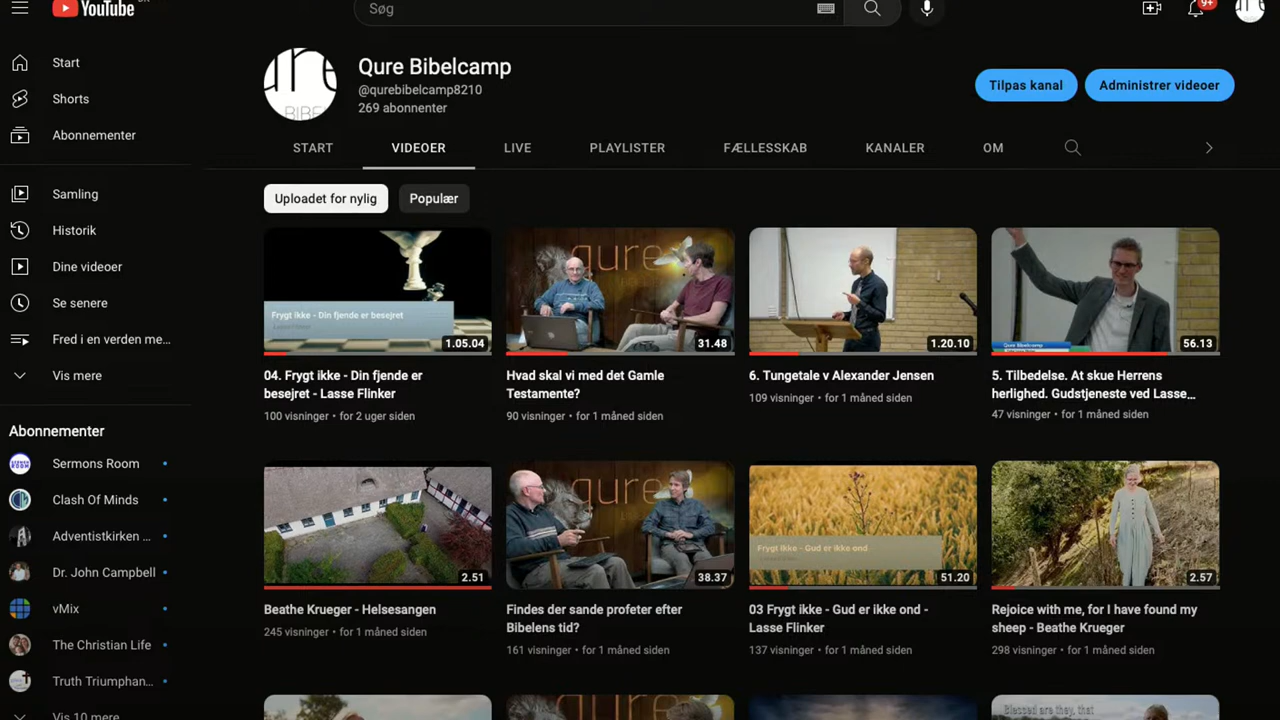 YouTube
Søg
9+
Start
Shorts
Abonnementer
Samling
Historik
Dine videoer
Se senere
Fred i en verden me...
Vis mere
Abonnementer
Sermons Room
Clash Of Minds
Adventistkirken ...
Dr. John Campbell
vMix
The Christian Life
Truth Triumphan...
Vis 10 mere
Qure Bibelcamp
@qurebibelcamp8210
269 abonnenter
Tilpas kanal
Administrer videoer
START VIDEOER LIVE PLAYLISTER FÆLLESSKAB KANALER OM
Uploadet for nylig Populær
Frygt ikke - Din fjende er besejret
1.05.04
qure
31.48
1.20.10
Qure Bibelcamp
56.13
04. Frygt ikke - Din fjende er
besejret - Lasse Flinker
100 visninger • for 2 uger siden
Hvad skal vi med det Gamle
Testamente?
90 visninger • for 1 måned siden
6. Tungetale v Alexander Jensen
109 visninger • for 1 måned siden
5. Tilbedelse. At skue Herrens
herlighed. Gudstjeneste ved Lasse...
47 visninger • for 1 måned siden
2.51
qure
38.37
Frygt ikke - Gud er ikke ond
51.20
2.57
Beathe Krueger - Helsesangen
245 visninger • for 1 måned siden
Findes der sande profeter efter
Bibelens tid?
161 visninger • for 1 måned siden
03 Frygt ikke - Gud er ikke ond -
Lasse Flinker
137 visninger • for 1 måned siden
Rejoice with me, for I have found my
sheep - Beathe Krueger
298 visninger • for 1 måned siden
Blessed are they, that